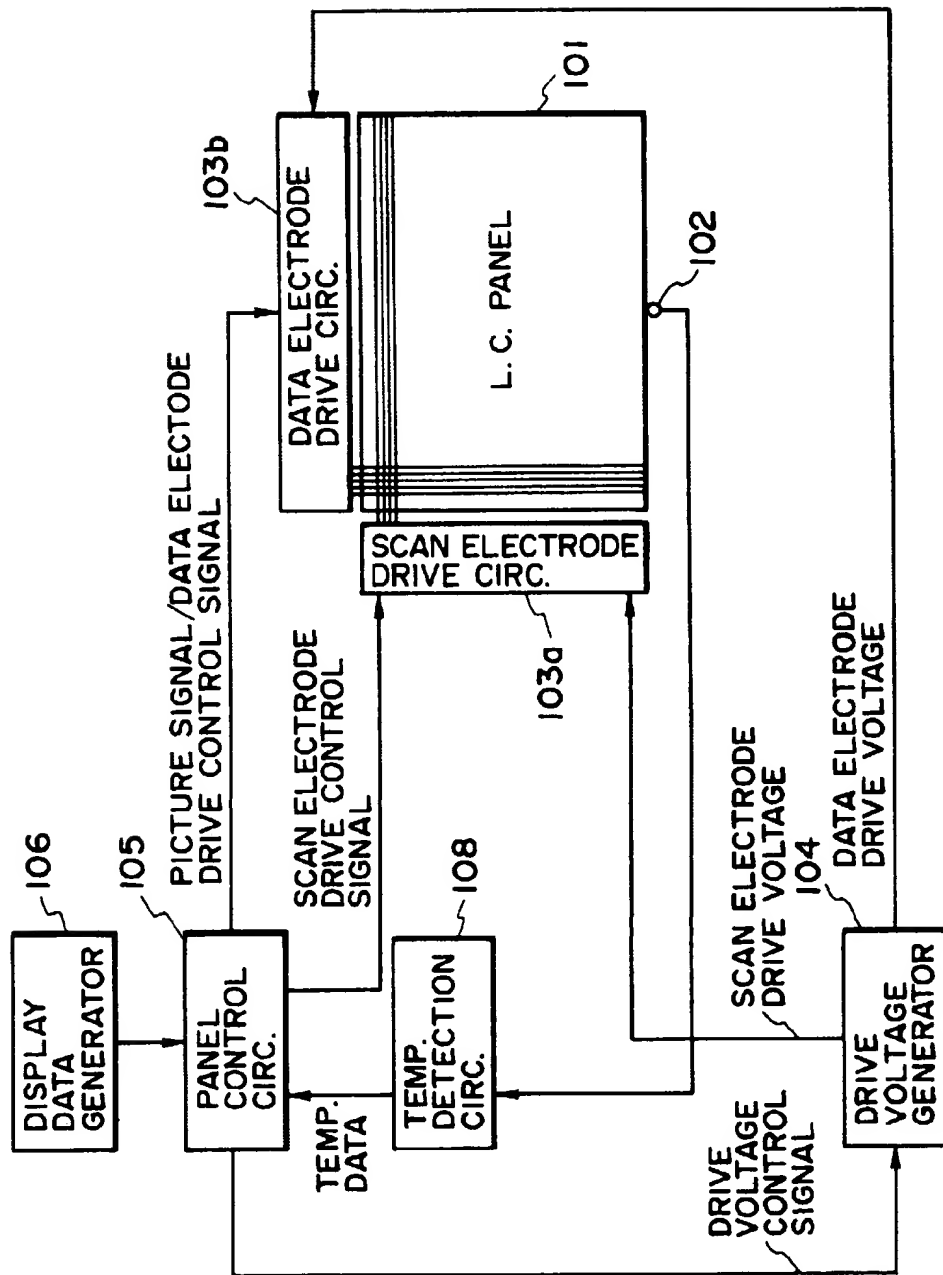 106
DISPLAY
DATA
GENERATOR
105
PANEL
CONTROL
CIRC.
PICTURE SIGNAL/DATA ELECTODE
DRIVE CONTROL SIGNAL
103b
DATA ELECTRODE
DRIVE CIRC.
SCAN ELECTRODE
DRIVE CONTROL
SIGNAL
TEMP.
DATA
108
TEMP.
DETECTION
CIRC.
SCAN ELECTRODE
DRIVE CIRC.
103a
L. C. PANEL
101
102
DRIVE
VOLTAGE
CONTROL
SIGNAL
SCAN ELECTRODE
DRIVE VOLTAGE
104
DATA ELECTRODE
DRIVE VOLTAGE
DRIVE
VOLTAGE
GENERATOR